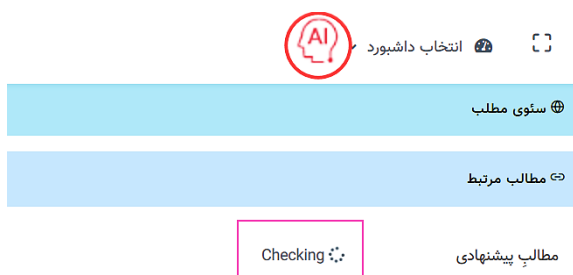 انتخاب داشبورد AI
سئوی مطلب
مطالب مرتبط
مطالبِ پیشنهادی Checking